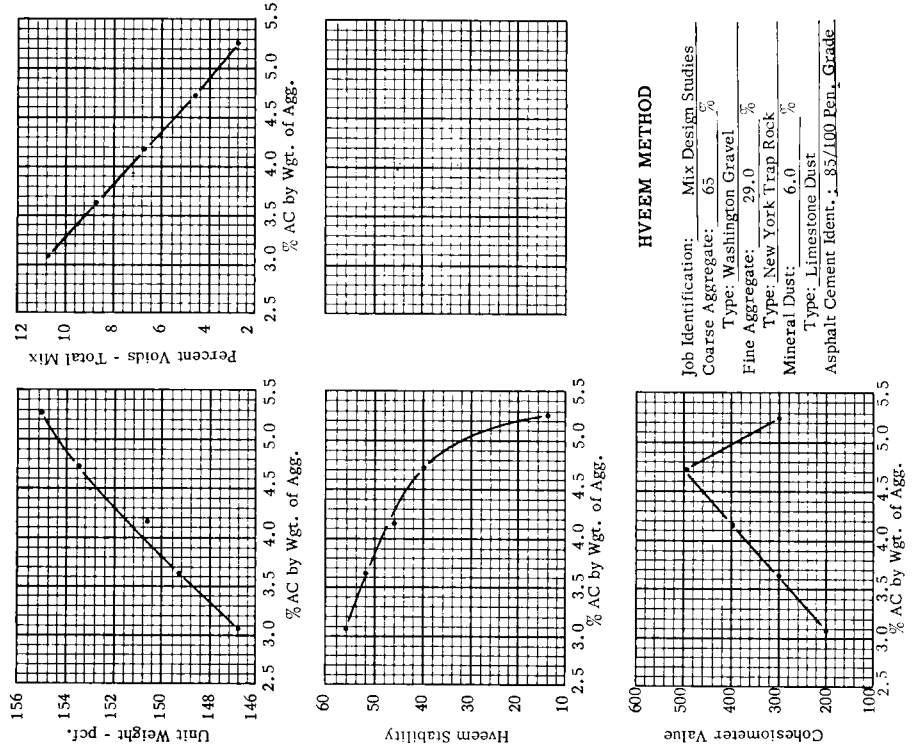 156
154
152
150
148
146
Unit Weight - pcf.
2.5 3.0 3.5 4.0 4.5 5.0 5.5
% AC by Wgt. of Agg.
12
10
8
6
4
2
Percent Voids - Total Mix
2.5 3.0 3.5 4.0 4.5 5.0 5.5
% AC by Wgt. of Agg.
60
50
40
30
20
10
Hveem Stability
2.5 3.0 3.5 4.0 4.5 5.0 5.5
% AC by Wgt. of Agg.
600
500
400
300
200
100
Cohesiometer Value
2.5 3.0 3.5 4.0 4.5 5.0 5.5
% AC by Wgt. of Agg.
HVEEM METHOD
Job Identification: Mix Design Studies
Coarse Aggregate: 65 %
Type: Washington Gravel
Fine Aggregate: 29.0 %
Type: New York Trap Rock
Mineral Dust: 6.0 %
Type: Limestone Dust
Asphalt Cement Ident.: 85/100 Pen. Grade